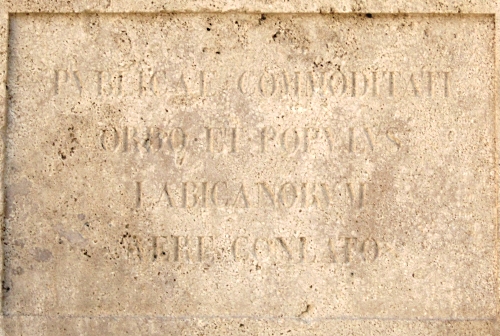 PVBLICAE COMMODITATI
ORDO ET POPVLVS
LABICANORVM
AERE CONLATO